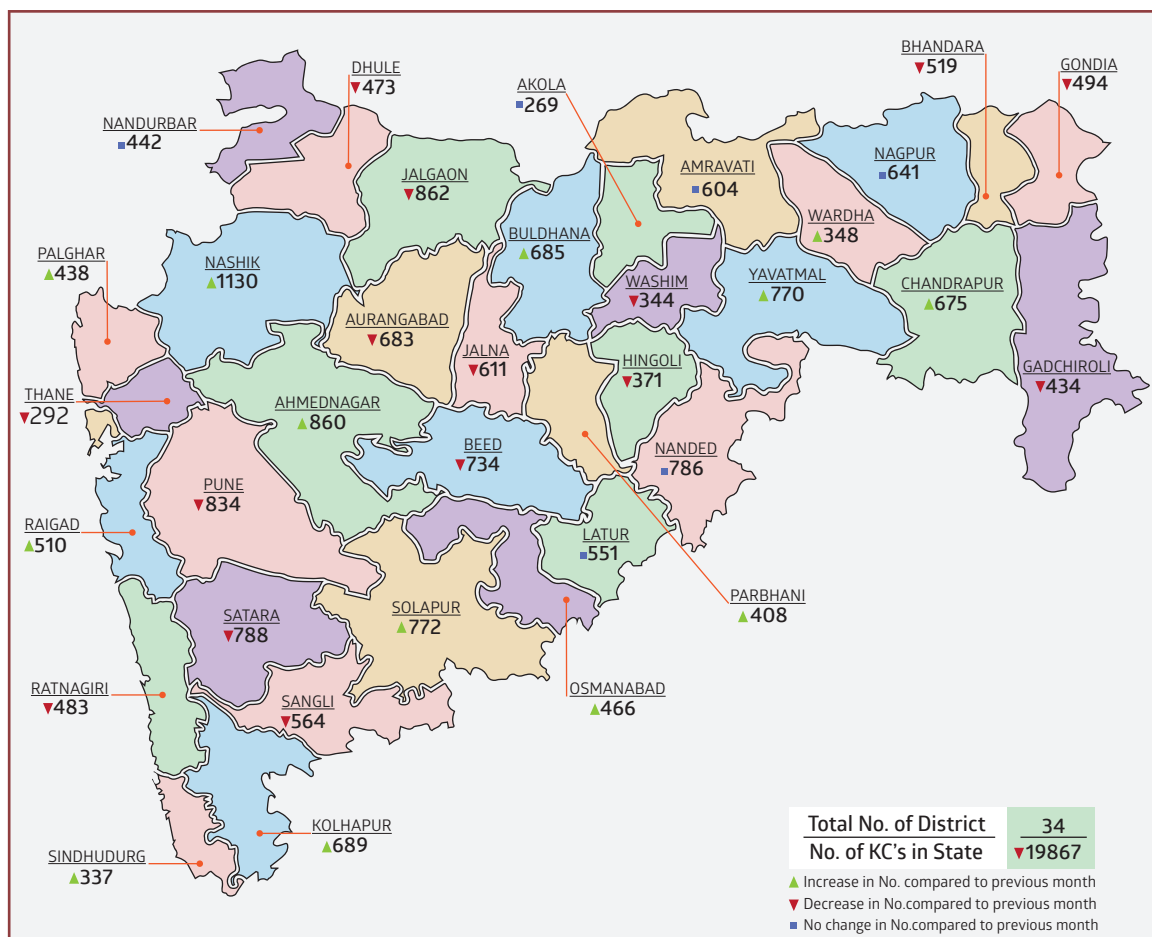 BHANDARA
▼519
GONDIA
▼494
DHULE
▼473
AKOLA
■269
NANDURBAR
■442
NAGPUR
■641
AMRAVATI
■604
JALGAON
▼862
WARDHA
▲348
BULDHANA
▲685
PALGHAR
▲438
NASHIK
▲1130
WASHIM
▼344
YAVATMAL
▲770
CHANDRAPUR
▲675
AURANGABAD
▼683
JALNA
▼611
HINGOLI
▼371
GADCHIROLI
▼434
THANE
▼292
AHMEDNAGAR
▲860
BEED
▼734
NANDED
■786
PUNE
▼834
RAIGAD
▲510
LATUR
■551
PARBHANI
▲408
SATARA
▼788
SOLAPUR
▲772
RATNAGIRI
▼483
SANGLI
▼564
OSMANABAD
▲466
KOLHAPUR
▲689
SINDHUDURG
▲337
Total No. of District 34
No. of KC's in State ▼19867
▲ Increase in No. compared to previous month
▼ Decrease in No.compared to previous month
■ No change in No.compared to previous month